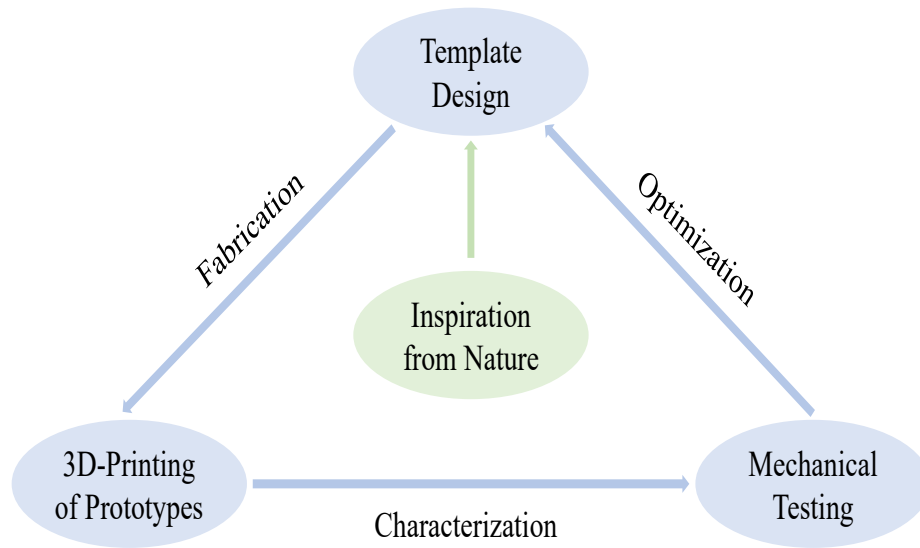 Template
Design
Fabrication
Optimization
Inspiration
from Nature
3D-Printing
of Prototypes
Mechanical
Testing
Characterization